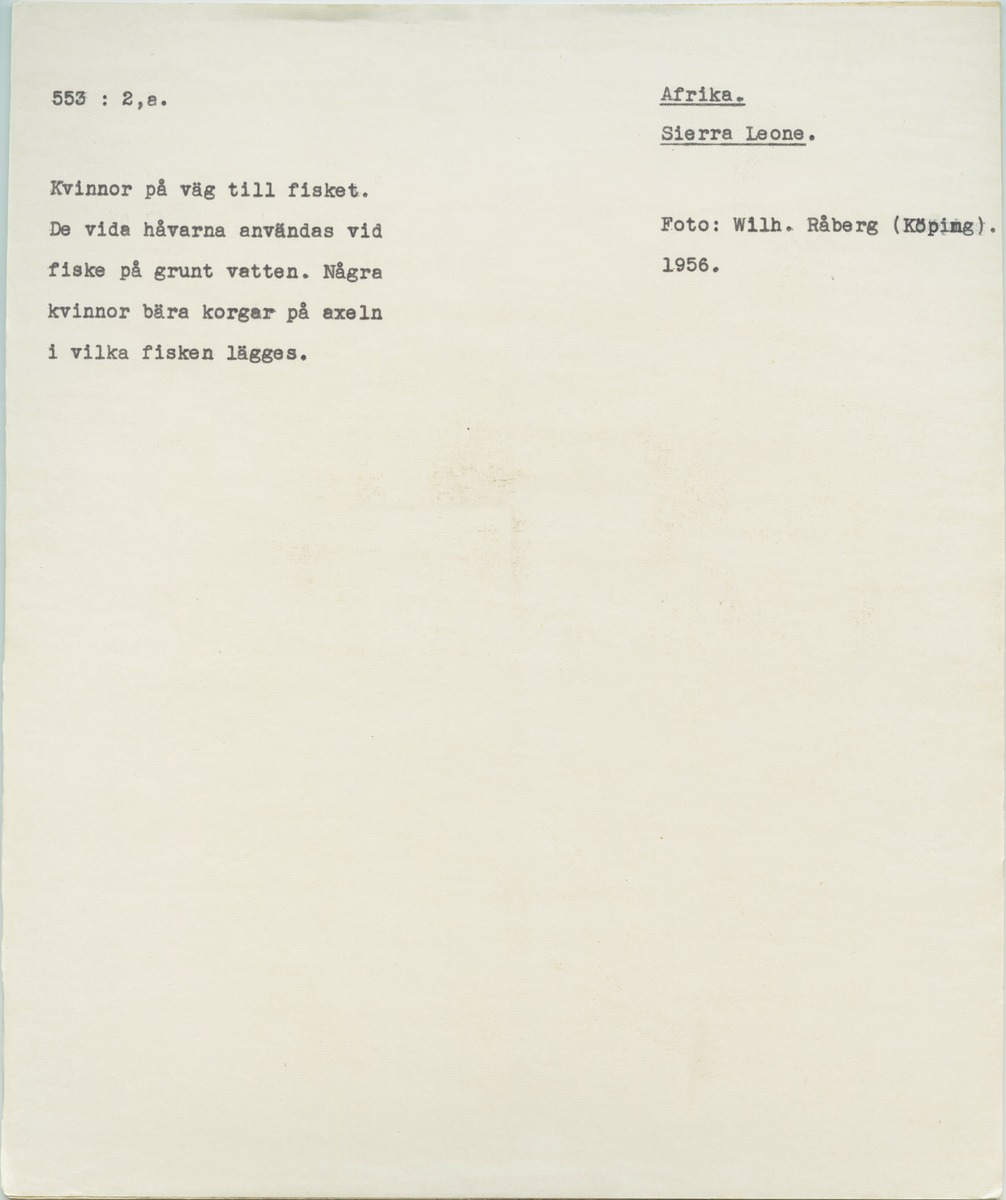 553 : 2,a.
Kvinnor på väg till fisket.
De vida håvarna användas vid
fiske på grunt vatten. Några
kvinnor bära korgar på axeln
i vilka fisken lägges.
Afrika.
Sierra Leone.
Foto: Wilh. Råberg (Köping).
1956.